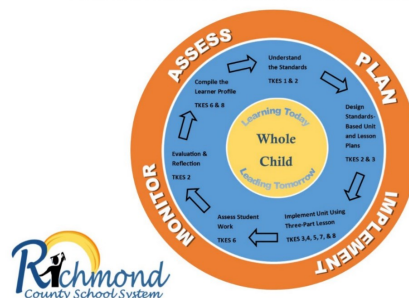 ASSESS
PLAN
IMPLEMENT
MONITOR
Understand
the Standards
TKES 1 & 2
Design
Standards-
Based Unit
and Lesson
Plans
TKES 2 & 3
Implement Unit Using
Three-Part Lesson
TKES 3,4, 5, 7, & 8
Assess Student
Work
TKES 6
Evaluation &
Reflection
TKES 2
Compile the
Learner Profile
TKES 6 & 8
Learning Today
Whole
Child
Leading Tomorrow
Richmond
County School System